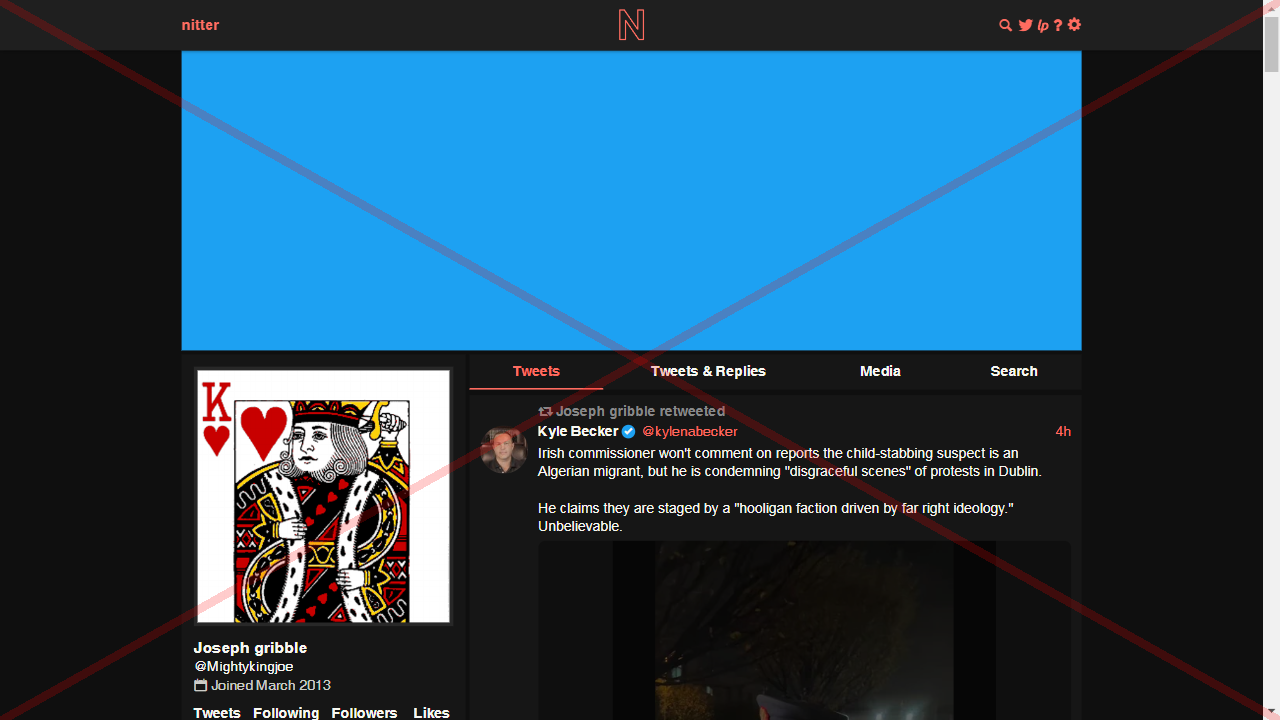 nitter
N
lp ?
Tweets
Tweets & Replies
Media
Search
K
Joseph gribble
@Mightykingjoe
Joined March 2013
Tweets Following Followers Likes
Joseph gribble retweeted
Kyle Becker @kylenabecker 4h
Irish commissioner won't comment on reports the child-stabbing suspect is an
Algerian migrant, but he is condemning "disgraceful scenes" of protests in Dublin.
He claims they are staged by a "hooligan faction driven by far right ideology."
Unbelievable.